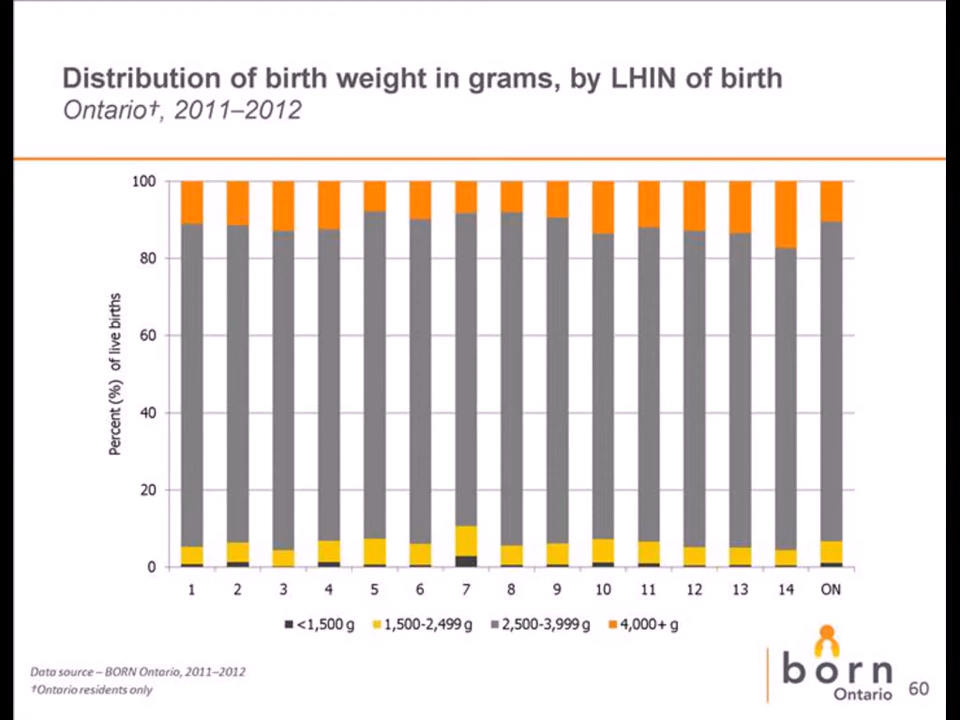 Distribution of birth weight in grams, by LHIN of birth
Ontario†, 2011–2012
100
80
60
40
20
0
Percent (%) of live births
1 2 3 4 5 6 7 8 9 10 11 12 13 14 ON
<1,500 g 1,500-2,499 g 2,500-3,999 g 4,000+ g
Data source – BORN Ontario, 2011–2012
†Ontario residents only
born
Ontario
60